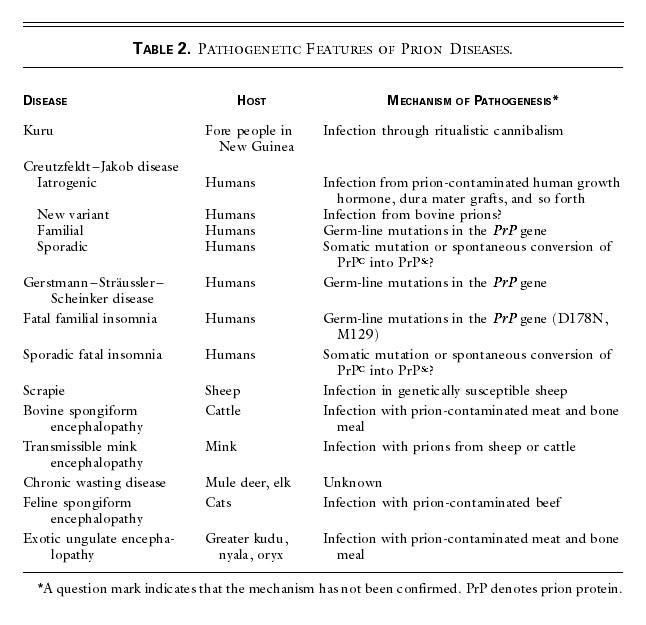 TABLE 2. PATHOGENETIC FEATURES OF PRION DISEASES.
DISEASE HOST MECHANISM OF PATHOGENESIS*
Kuru Fore people in Infection through ritualistic cannibalism
New Guinea
Creutzfeldt–Jakob disease
Iatrogenic Humans Infection from prion-contaminated human growth
hormone, dura mater grafts, and so forth
New variant Humans Infection from bovine prions?
Familial Humans Germ-line mutations in the PrP gene
Sporadic Humans Somatic mutation or spontaneous conversion of
PrPᶜ into PrPˢᶜ?
Gerstmann–Sträussler– Humans Germ-line mutations in the PrP gene
Scheinker disease
Fatal familial insomnia Humans Germ-line mutations in the PrP gene (D178N,
M129)
Sporadic fatal insomnia Humans Somatic mutation or spontaneous conversion of
PrPᶜ into PrPˢᶜ?
Scrapie Sheep Infection in genetically susceptible sheep
Bovine spongiform Cattle Infection with prion-contaminated meat and bone
encephalopathy meal
Transmissible mink Mink Infection with prions from sheep or cattle
encephalopathy
Chronic wasting disease Mule deer, elk Unknown
Feline spongiform Cats Infection with prion-contaminated beef
encephalopathy
Exotic ungulate encepha- Greater kudu, Infection with prion-contaminated meat and bone
lopathy nyala, oryx meal
*A question mark indicates that the mechanism has not been confirmed. PrP denotes prion protein.